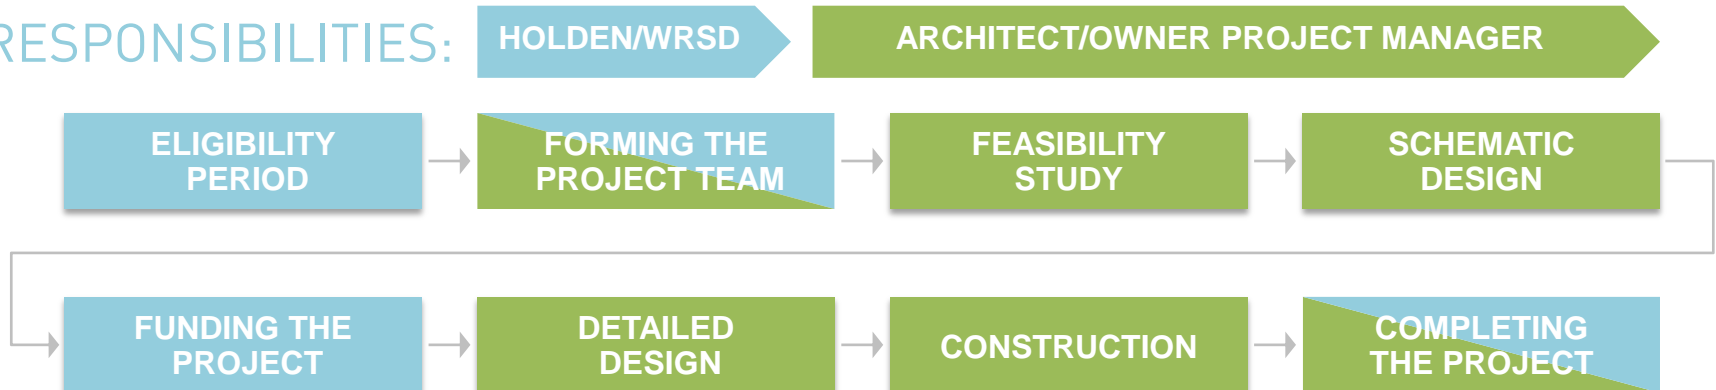 RESPONSIBILITIES:
HOLDEN/WRSD
ARCHITECT/OWNER PROJECT MANAGER
ELIGIBILITY
PERIOD
FORMING THE
PROJECT TEAM
FEASIBILITY
STUDY
SCHEMATIC
DESIGN
FUNDING THE
PROJECT
DETAILED
DESIGN
CONSTRUCTION
COMPLETING
THE PROJECT